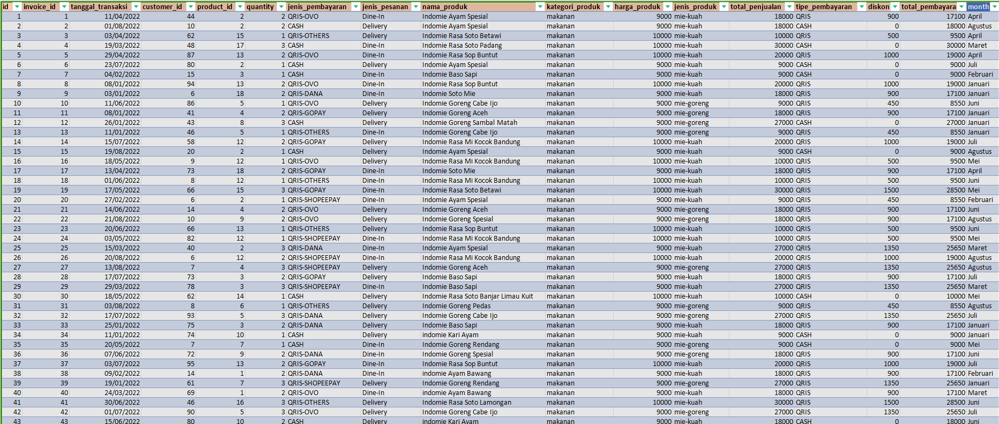 id invoice_id tanggal_transaksi customer_id product_id quantity jenis_pembayaran jenis_pesanan nama_produk kategori_produk harga_produk jenis_produk total_penjualan tipe_pembayaran diskon total_pembayara month
1 1 11/04/2022 44 2 2 QRIS-OVO Dine-In Indomie Ayam Spesial makanan 9000 mie-kuah 18000 QRIS 900 17100 April
2 2 01/08/2022 10 2 2 CASH Delivery Indomie Ayam Spesial makanan 9000 mie-kuah 18000 CASH 0 18000 Agustus
3 3 03/04/2022 62 15 1 QRIS-OTHERS Delivery Indomie Rasa Soto Betawi makanan 10000 mie-kuah 10000 QRIS 500 9500 April
4 4 19/03/2022 48 17 3 CASH Dine-In Indomie Rasa Soto Padang makanan 10000 mie-kuah 30000 CASH 0 30000 Maret
5 5 29/04/2022 87 13 2 QRIS-OVO Dine-In Indomie Rasa Sop Buntut makanan 10000 mie-kuah 20000 QRIS 1000 19000 April
6 6 23/07/2022 80 2 1 CASH Delivery Indomie Ayam Spesial makanan 9000 mie-kuah 9000 CASH 0 9000 Juli
7 7 04/02/2022 15 3 1 CASH Dine-In Indomie Baso Sapi makanan 9000 mie-kuah 9000 CASH 0 9000 Februari
8 8 08/01/2022 94 13 2 QRIS-OVO Dine-In Indomie Rasa Sop Buntut makanan 10000 mie-kuah 20000 QRIS 1000 19000 Januari
9 9 03/01/2022 6 18 2 QRIS-DANA Dine-In Indomie Soto Mie makanan 9000 mie-kuah 18000 QRIS 900 17100 Januari
10 10 11/06/2022 86 5 1 QRIS-OVO Delivery Indomie Goreng Cabe Ijo makanan 9000 mie-goreng 9000 QRIS 450 8550 Juni
11 11 08/01/2022 41 4 2 QRIS-GOPAY Delivery Indomie Goreng Aceh makanan 9000 mie-goreng 18000 QRIS 900 17100 Januari
12 12 26/01/2022 43 8 3 CASH Delivery Indomie Goreng Sambal Matah makanan 9000 mie-goreng 27000 CASH 0 27000 Januari
13 13 11/01/2022 46 5 1 QRIS-OTHERS Dine-In Indomie Goreng Cabe Ijo makanan 9000 mie-goreng 9000 QRIS 450 8550 Januari
14 14 15/07/2022 58 12 2 QRIS-GOPAY Delivery Indomie Rasa Mi Kocok Bandung makanan 10000 mie-kuah 20000 QRIS 1000 19000 Juli
15 15 19/08/2022 20 2 1 CASH Delivery Indomie Ayam Spesial makanan 9000 mie-kuah 9000 CASH 0 9000 Agustus
16 16 18/05/2022 9 12 1 QRIS-OVO Dine-In Indomie Rasa Mi Kocok Bandung makanan 10000 mie-kuah 10000 QRIS 500 9500 Mei
17 17 13/04/2022 73 18 2 QRIS-GOPAY Dine-In Indomie Soto Mie makanan 9000 mie-kuah 18000 QRIS 900 17100 April
18 18 01/06/2022 8 12 1 QRIS-OTHERS Dine-In Indomie Rasa Mi Kocok Bandung makanan 10000 mie-kuah 10000 QRIS 500 9500 Juni
19 19 17/05/2022 66 15 3 QRIS-GOPAY Dine-In Indomie Rasa Soto Betawi makanan 10000 mie-kuah 30000 QRIS 1500 28500 Mei
20 20 27/02/2022 6 2 1 QRIS-SHOPEEPAY Dine-In Indomie Ayam Spesial makanan 9000 mie-kuah 9000 QRIS 450 8550 Februari
21 21 14/06/2022 14 4 2 QRIS-OVO Delivery Indomie Goreng Aceh makanan 9000 mie-goreng 18000 QRIS 900 17100 Juni
22 22 21/08/2022 10 9 2 QRIS-OVO Delivery Indomie Goreng Spesial makanan 9000 mie-goreng 18000 QRIS 900 17100 Agustus
23 23 20/06/2022 66 13 1 QRIS-OTHERS Delivery Indomie Rasa Sop Buntut makanan 10000 mie-kuah 10000 QRIS 500 9500 Juni
24 24 03/05/2022 82 12 1 QRIS-SHOPEEPAY Dine-In Indomie Rasa Mi Kocok Bandung makanan 10000 mie-kuah 10000 QRIS 500 9500 Mei
25 25 15/03/2022 40 2 3 QRIS-DANA Dine-In Indomie Ayam Spesial makanan 9000 mie-kuah 27000 QRIS 1350 25650 Maret
26 26 20/08/2022 6 12 2 QRIS-SHOPEEPAY Dine-In Indomie Rasa Mi Kocok Bandung makanan 10000 mie-kuah 20000 QRIS 1000 19000 Agustus
27 27 13/08/2022 7 4 3 QRIS-SHOPEEPAY Delivery Indomie Goreng Aceh makanan 9000 mie-goreng 27000 QRIS 1350 25650 Agustus
28 28 17/07/2022 73 3 2 QRIS-GOPAY Delivery Indomie Baso Sapi makanan 9000 mie-kuah 18000 QRIS 900 17100 Juli
29 29 29/03/2022 78 3 3 QRIS-SHOPEEPAY Dine-In Indomie Baso Sapi makanan 9000 mie-kuah 27000 QRIS 1350 25650 Maret
30 30 18/05/2022 62 14 1 CASH Delivery Indomie Rasa Soto Banjar Limau Kuit makanan 10000 mie-kuah 10000 CASH 0 10000 Mei
31 31 03/08/2022 8 6 1 QRIS-OTHERS Delivery Indomie Goreng Pedas makanan 9000 mie-goreng 9000 QRIS 450 8550 Agustus
32 32 17/07/2022 93 5 3 QRIS-DANA Delivery Indomie Goreng Cabe Ijo makanan 9000 mie-goreng 27000 QRIS 1350 25650 Juli
33 33 25/01/2022 75 3 2 QRIS-DANA Delivery Indomie Baso Sapi makanan 9000 mie-kuah 18000 QRIS 900 17100 Januari
34 34 11/01/2022 74 10 1 CASH Delivery indomie Kari Ayam makanan 9000 mie-kuah 9000 CASH 0 9000 Januari
35 35 20/05/2022 7 7 1 CASH Dine-In Indomie Goreng Rendang makanan 9000 mie-goreng 9000 CASH 0 9000 Mei
36 36 07/06/2022 72 9 2 QRIS-DANA Dine-In Indomie Goreng Spesial makanan 9000 mie-goreng 18000 QRIS 900 17100 Juni
37 37 03/07/2022 95 13 2 QRIS-GOPAY Dine-In Indomie Rasa Sop Buntut makanan 10000 mie-kuah 20000 QRIS 1000 19000 Juli
38 38 09/02/2022 14 1 2 QRIS-DANA Dine-In indomie Ayam Bawang makanan 9000 mie-kuah 18000 QRIS 900 17100 Februari
39 39 19/01/2022 61 7 3 QRIS-SHOPEEPAY Delivery Indomie Goreng Rendang makanan 9000 mie-goreng 27000 QRIS 1350 25650 Januari
40 40 24/03/2022 69 1 2 QRIS-OVO Dine-In indomie Ayam Bawang makanan 9000 mie-kuah 18000 QRIS 900 17100 Maret
41 41 30/06/2022 46 16 3 QRIS-OTHERS Delivery Indomie Rasa Soto Lamongan makanan 10000 mie-kuah 30000 QRIS 1500 28500 Juni
42 42 01/07/2022 90 5 3 QRIS-OVO Delivery Indomie Goreng Cabe Ijo makanan 9000 mie-goreng 27000 QRIS 1350 25650 Juli
43 43 15/06/2022 80 10 2 CASH Delivery indomie Kari Ayam makanan 9000 mie-kuah 18000 CASH 0 18000 Juni